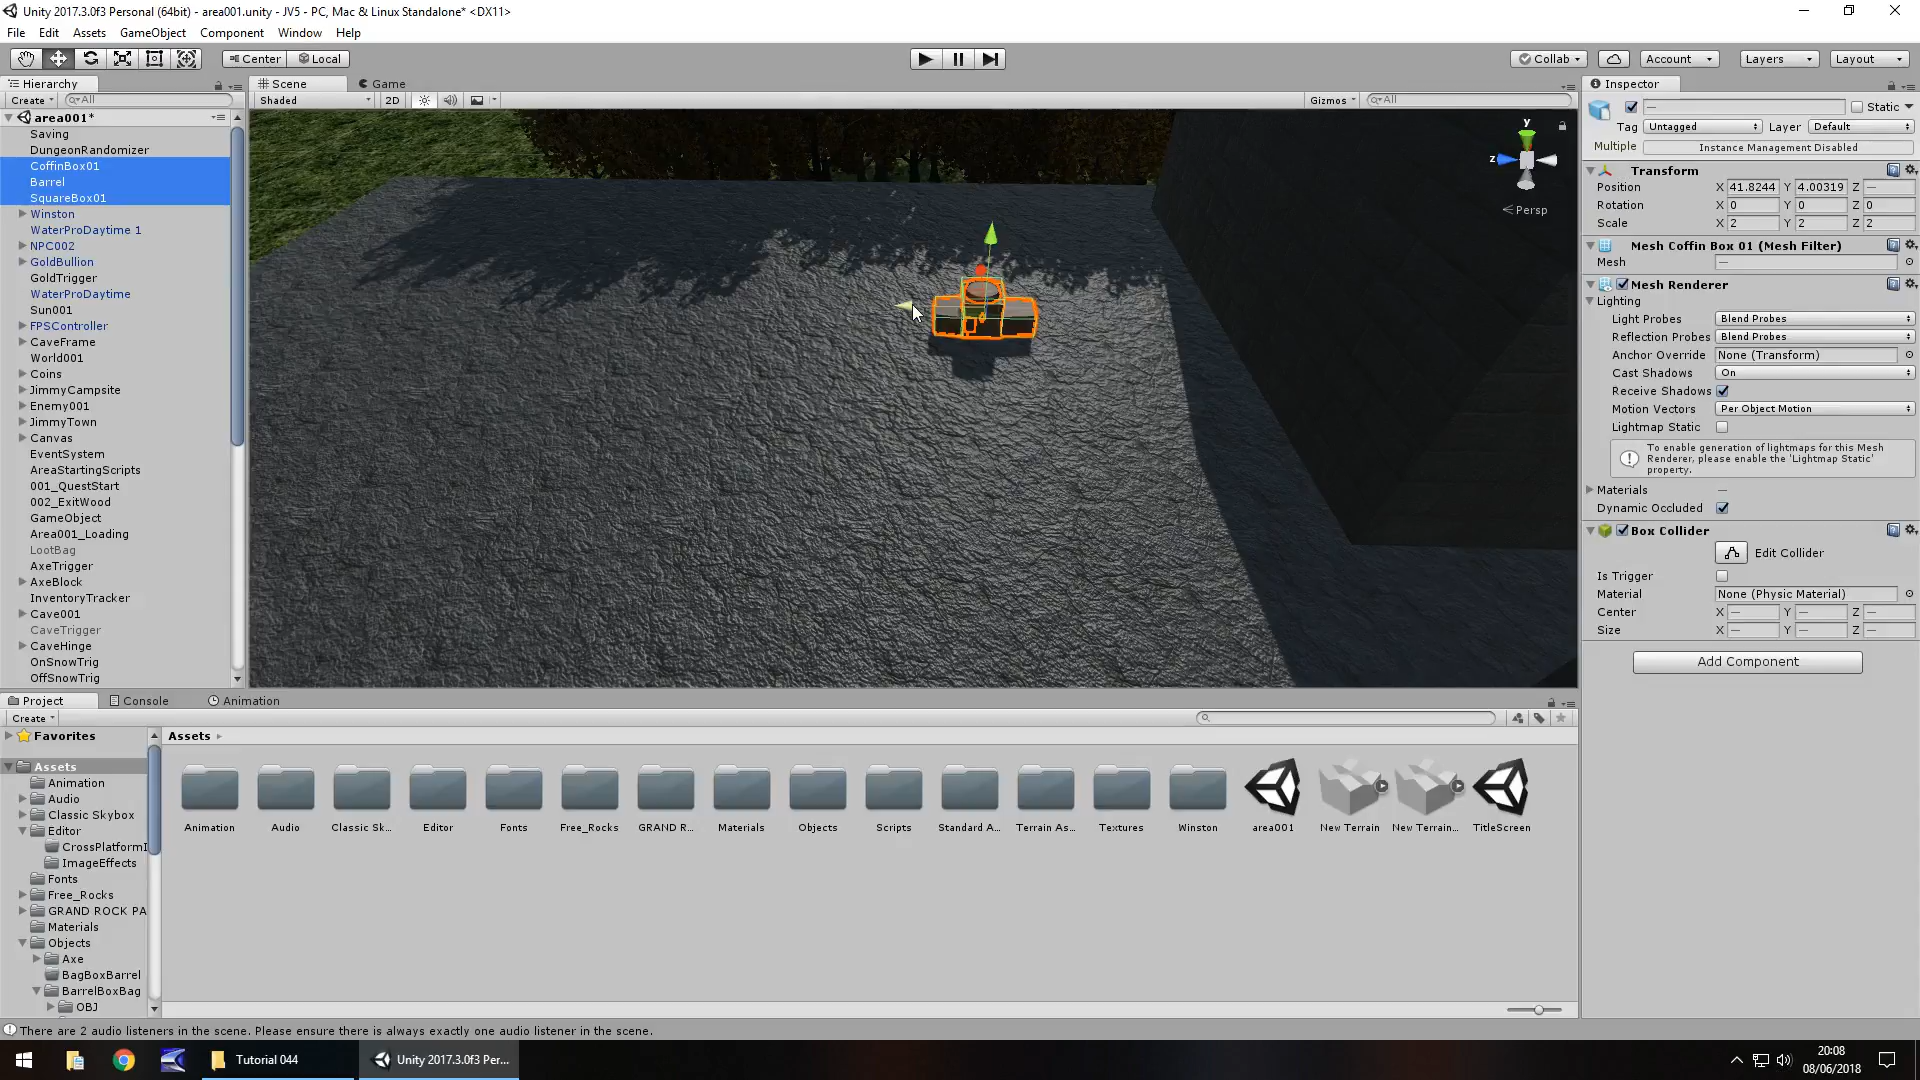 Unity 2017.3.0f3 Personal (64bit) - area001.unity - JV5 - PC, Mac & Linux Standalone* <DX11>
File Edit Assets GameObject Component Window Help
Center Local Collab Account Layers Layout
Hierarchy
Create All
area001*
Saving
DungeonRandomizer
CoffinBox01
Barrel
SquareBox01
Winston
WaterProDaytime 1
NPC002
GoldBullion
GoldTrigger
WaterProDaytime
Sun001
FPSController
CaveFrame
World001
Coins
JimmyCampsite
Enemy001
JimmyTown
Canvas
EventSystem
AreaStartingScripts
001_QuestStart
002_ExitWood
GameObject
Area001_Loading
LootBag
AxeTrigger
AxeBlock
InventoryTracker
Cave001
CaveTrigger
CaveHinge
OnSnowTrig
OffSnowTrig
Scene Game
Shaded 2D Gizmos All
y
z
Persp
Inspector
— Static
Tag Untagged Layer Default
Multiple Instance Management Disabled
Transform
Position X 41.8244 Y 4.00319 Z —
Rotation X 0 Y 0 Z 0
Scale X 2 Y 2 Z 2
Mesh Coffin Box 01 (Mesh Filter)
Mesh —
Mesh Renderer
Lighting
Light Probes Blend Probes
Reflection Probes Blend Probes
Anchor Override None (Transform)
Cast Shadows On
Receive Shadows
Motion Vectors Per Object Motion
Lightmap Static
To enable generation of lightmaps for this Mesh
Renderer, please enable the 'Lightmap Static'
property.
Materials —
Dynamic Occluded
Box Collider
Edit Collider
Is Trigger
Material None (Physic Material)
Center X — Y — Z —
Size X — Y — Z —
Add Component
Project Console Animation
Create
Favorites
Assets
Animation
Audio
Classic Skybox
Editor
CrossPlatformI
ImageEffects
Fonts
Free_Rocks
GRAND ROCK PA
Materials
Objects
Axe
BagBoxBarrel
BarrelBoxBag
OBJ
Assets
Animation Audio Classic Sk... Editor Fonts Free_Rocks GRAND R... Materials Objects Scripts Standard A... Terrain As... Textures Winston area001 New Terrain New Terrain... TitleScreen
There are 2 audio listeners in the scene. Please ensure there is always exactly one audio listener in the scene.
Tutorial 044 Unity 2017.3.0f3 Per...
20:08
08/06/2018